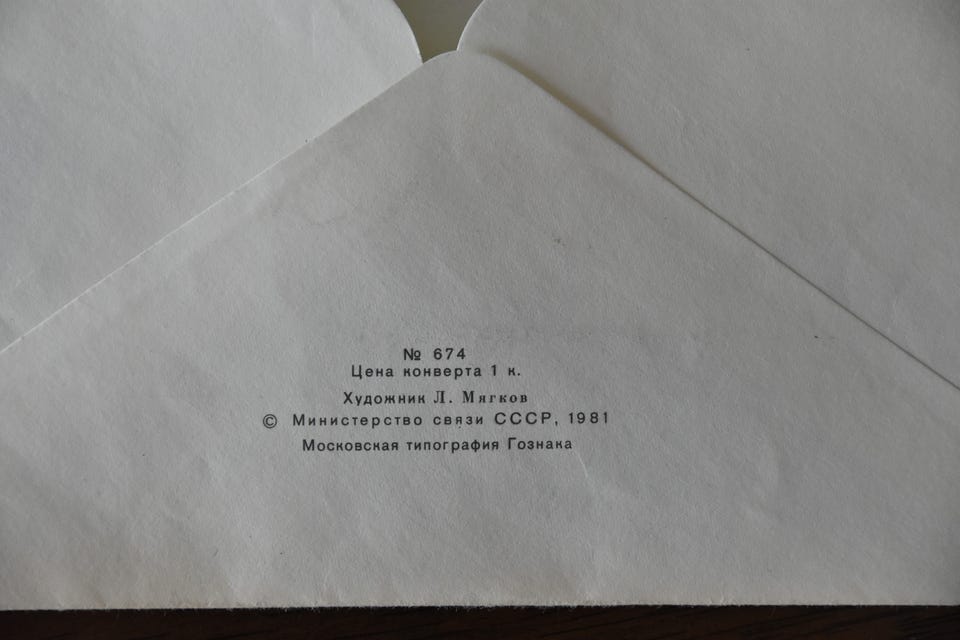 № 674
Цена конверта 1 к.
Художник Л. Мягков
© Министерство связи СССР, 1981
Московская типография Гознака